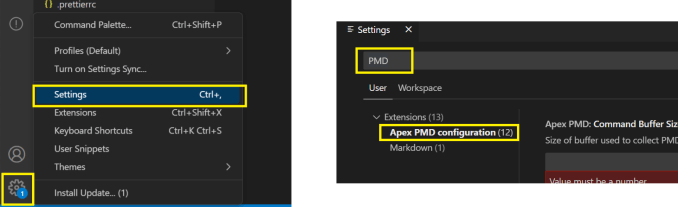 {} .prettierrc
Command Palette... Ctrl+Shift+P
Profiles (Default) >
Turn on Settings Sync...
Settings Ctrl+,
Extensions Ctrl+Shift+X
Keyboard Shortcuts Ctrl+K Ctrl+S
User Snippets
Themes >
Install Update... (1)
1
Settings ×
PMD
User Workspace
Extensions (13)
Apex PMD configuration (12)
Markdown (1)
Apex PMD: Command Buffer Siz
Size of buffer used to collect PMD
Value must be a number.